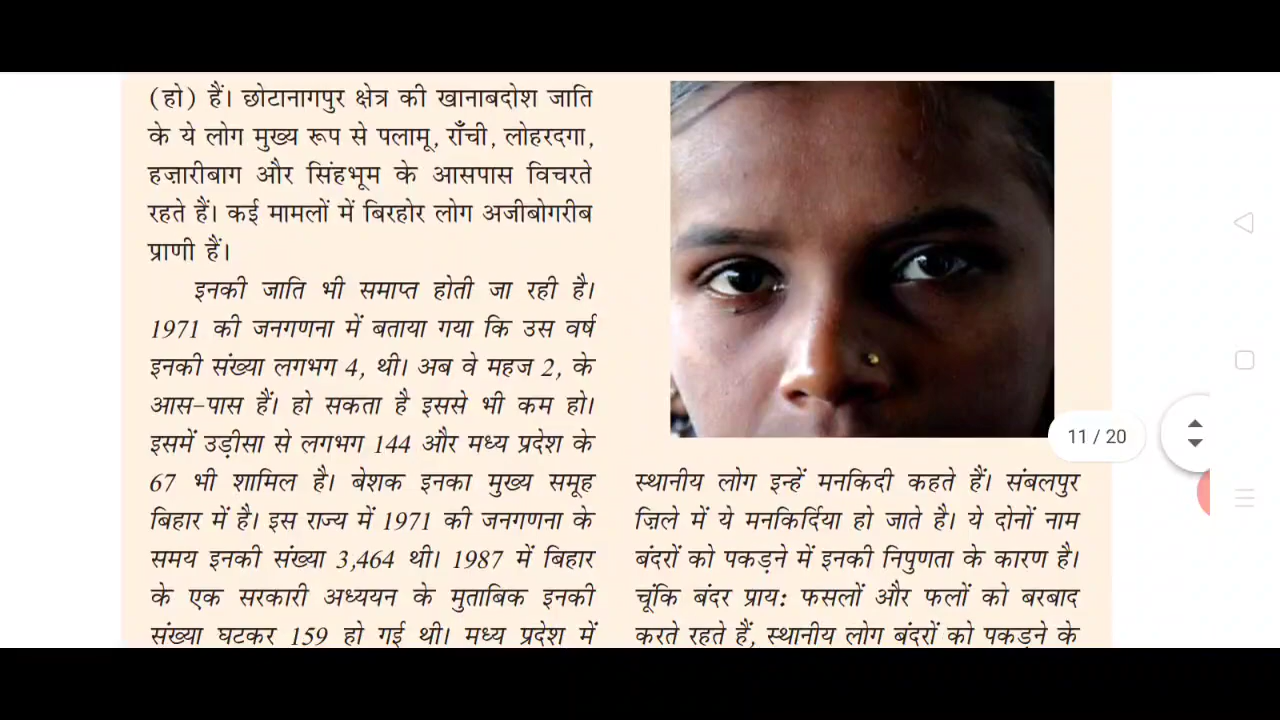 (हो) हैं। छोटानागपुर क्षेत्र की खानाबदोश जाति
के ये लोग मुख्य रूप से पलामू, राँची, लोहरदगा,
हज़ारीबाग और सिंहभूम के आसपास विचरते
रहते हैं। कई मामलों में बिरहोर लोग अजीबोगरीब
प्राणी हैं।
इनकी जाति भी समाप्त होती जा रही है।
1971 की जनगणना में बताया गया कि उस वर्ष
इनकी संख्या लगभग 4, थी। अब वे महज 2, के
आस-पास हैं। हो सकता है इससे भी कम हो।
इसमें उड़ीसा से लगभग 144 और मध्य प्रदेश के
67 भी शामिल है। बेशक इनका मुख्य समूह
बिहार में है। इस राज्य में 1971 की जनगणना के
समय इनकी संख्या 3,464 थी। 1987 में बिहार
के एक सरकारी अध्ययन के मुताबिक इनकी
संख्या घटकर 159 हो गई थी। मध्य प्रदेश में
स्थानीय लोग इन्हें मनकिदी कहते हैं। संबलपुर
ज़िले में ये मनकिर्दिया हो जाते है। ये दोनों नाम
बंदरों को पकड़ने में इनकी निपुणता के कारण है।
चूंकि बंदर प्राय: फसलों और फलों को बरबाद
करते रहते हैं, स्थानीय लोग बंदरों को पकड़ने के
11 / 20